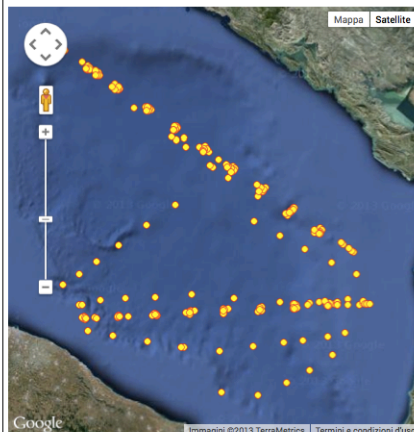 Mappa
Satellite
Google
Immagini ©2013 TerraMetrics
Termini e condizioni d'uso